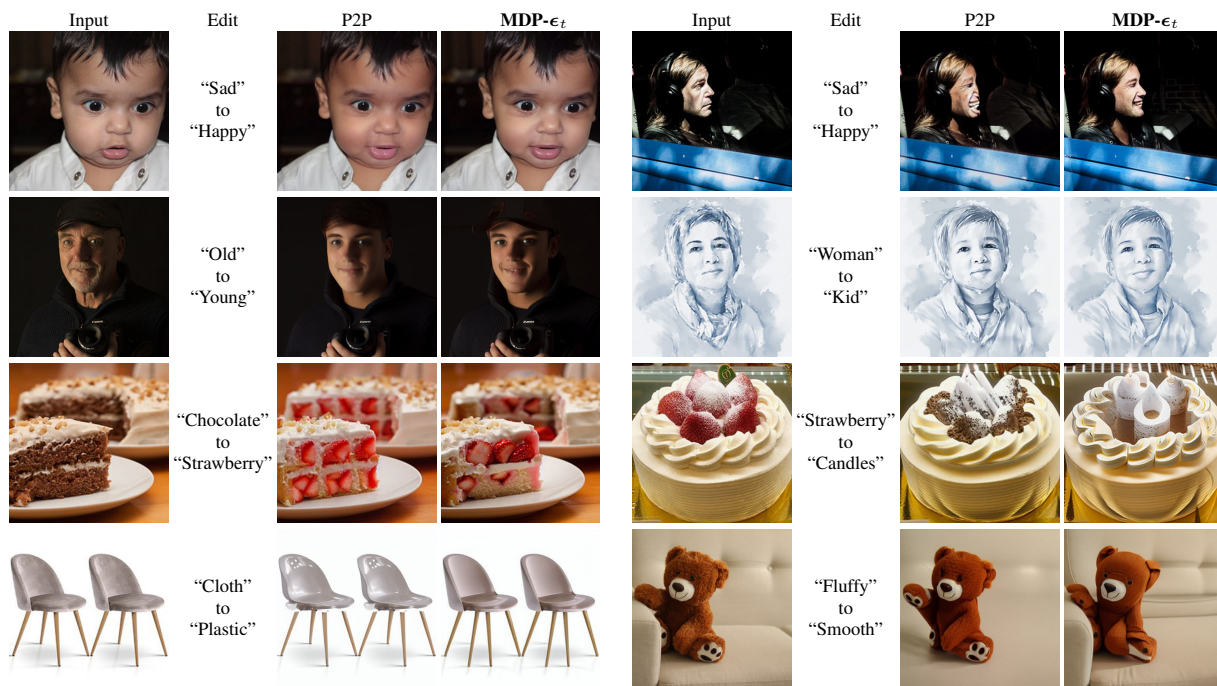 Input Edit P2P MDP-ϵt Input Edit P2P MDP-ϵt
“Sad”
to
“Happy”
“Sad”
to
“Happy”
“Old”
to
“Young”
“Woman”
to
“Kid”
“Chocolate”
to
“Strawberry”
“Strawberry”
to
“Candles”
“Cloth”
to
“Plastic”
“Fluffy”
to
“Smooth”